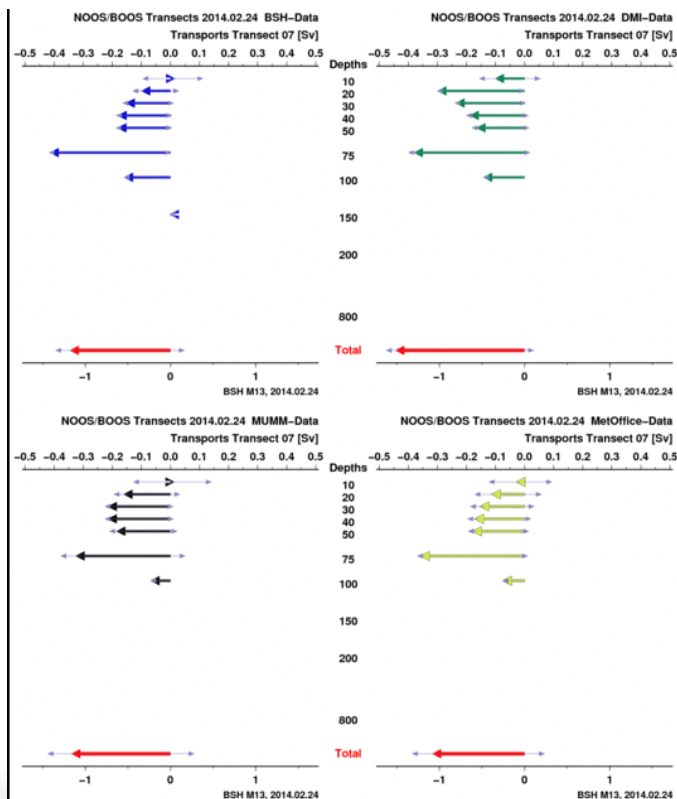 NOOS/BOOS Transects 2014.02.24 BSH-Data
Transports Transect 07 [Sv]
NOOS/BOOS Transects 2014.02.24 DMI-Data
Transports Transect 07 [Sv]
-0.5 -0.4 -0.3 -0.2 -0.1 0.0 0.1 0.2 0.3 0.4 0.5
-0.5 -0.4 -0.3 -0.2 -0.1 0.0 0.1 0.2 0.3 0.4 0.5
Depths
10
20
30
40
50
75
100
150
200
800
Total
-1 0 1
-1 0 1
BSH M13, 2014.02.24
BSH M13, 2014.02.24
NOOS/BOOS Transects 2014.02.24 MUMM-Data
Transports Transect 07 [Sv]
NOOS/BOOS Transects 2014.02.24 MetOffice-Data
Transports Transect 07 [Sv]
-0.5 -0.4 -0.3 -0.2 -0.1 0.0 0.1 0.2 0.3 0.4 0.5
-0.5 -0.4 -0.3 -0.2 -0.1 0.0 0.1 0.2 0.3 0.4 0.5
Depths
10
20
30
40
50
75
100
150
200
800
Total
-1 0 1
-1 0 1
BSH M13, 2014.02.24
BSH M13, 2014.02.24